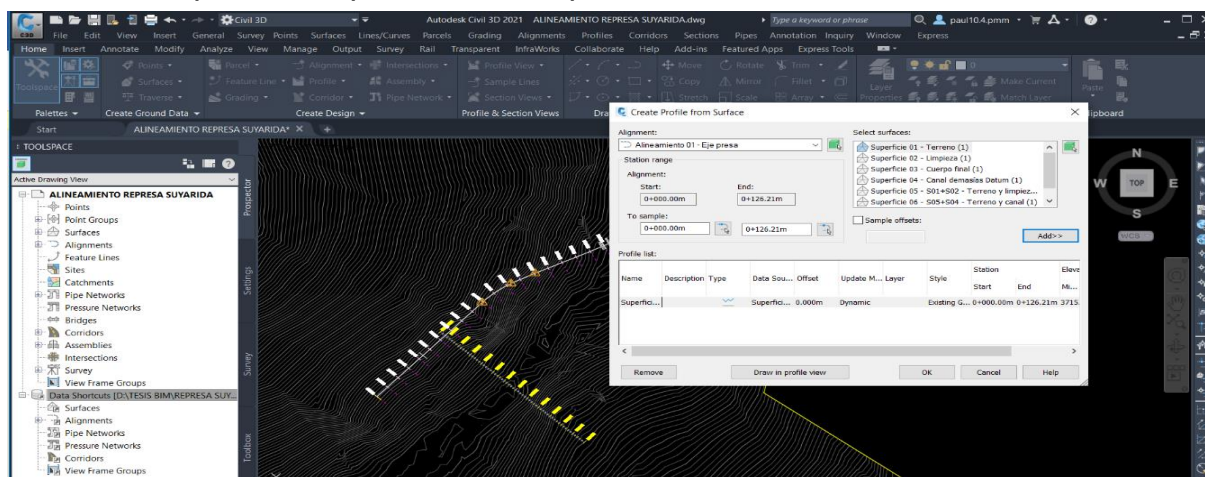 Civil 3D
Autodesk Civil 3D 2021 ALINEAMIENTO REPRESA SUYARIDA.dwg
Type a keyword or phrase
paul10.4.pmm
File Edit View Insert General Survey Points Surfaces Lines/Curves Parcels Grading Alignments Profiles Corridors Sections Pipes Annotation Inquiry Window Express
Home Insert Annotate Modify Analyze View Manage Output Survey Rail Transparent InfraWorks Collaborate Help Add-ins Featured Apps Express Tools
Toolspace
Points
Parcel
Alignment
Intersections
Profile View
Move
Rotate
Trim
0
Surfaces
Feature Line
Profile
Assembly
Sample Lines
Copy
Mirror
Fillet
Make Current
Traverse
Grading
Corridor
Pipe Network
Section Views
Stretch
Scale
Array
Layer Properties
Match Layer
Paste
Palettes
Create Ground Data
Create Design
Profile & Section Views
Dra
lipboard
Start
ALINEAMIENTO REPRESA SUYARIDA*
TOOLSPACE
Active Drawing View
ALINEAMIENTO REPRESA SUYARIDA
Points
Point Groups
Surfaces
Alignments
Feature Lines
Sites
Catchments
Pipe Networks
Pressure Networks
Bridges
Corridors
Assemblies
Intersections
Survey
View Frame Groups
Data Shortcuts [D:\TESIS BIM\REPRESA SUY...
Surfaces
Alignments
Pipe Networks
Pressure Networks
Corridors
View Frame Groups
Prospector
Settings
Survey
Toolbox
Create Profile from Surface
Alignment:
Alineamiento 01 - Eje presa
Station range
Alignment:
Start: End:
0+000.00m 0+126.21m
To sample:
0+000.00m 0+126.21m
Select surfaces:
Superficie 01 - Terreno (1)
Superficie 02 - Limpieza (1)
Superficie 03 - Cuerpo final (1)
Superficie 04 - Canal demasías Datum (1)
Superficie 05 - S01+S02 - Terreno y limpiez...
Superficie 06 - S05+S04 - Terreno y canal (1)
Sample offsets:
Add>>
Profile list:
Name Description Type Data Sou... Offset Update M... Layer Style Station Eleva
Start End Mi...
Superfici... Superfici... 0.000m Dynamic Existing G... 0+000.00m 0+126.21m 3715.
Remove Draw in profile view OK Cancel Help
N
W TOP E
S
WCS